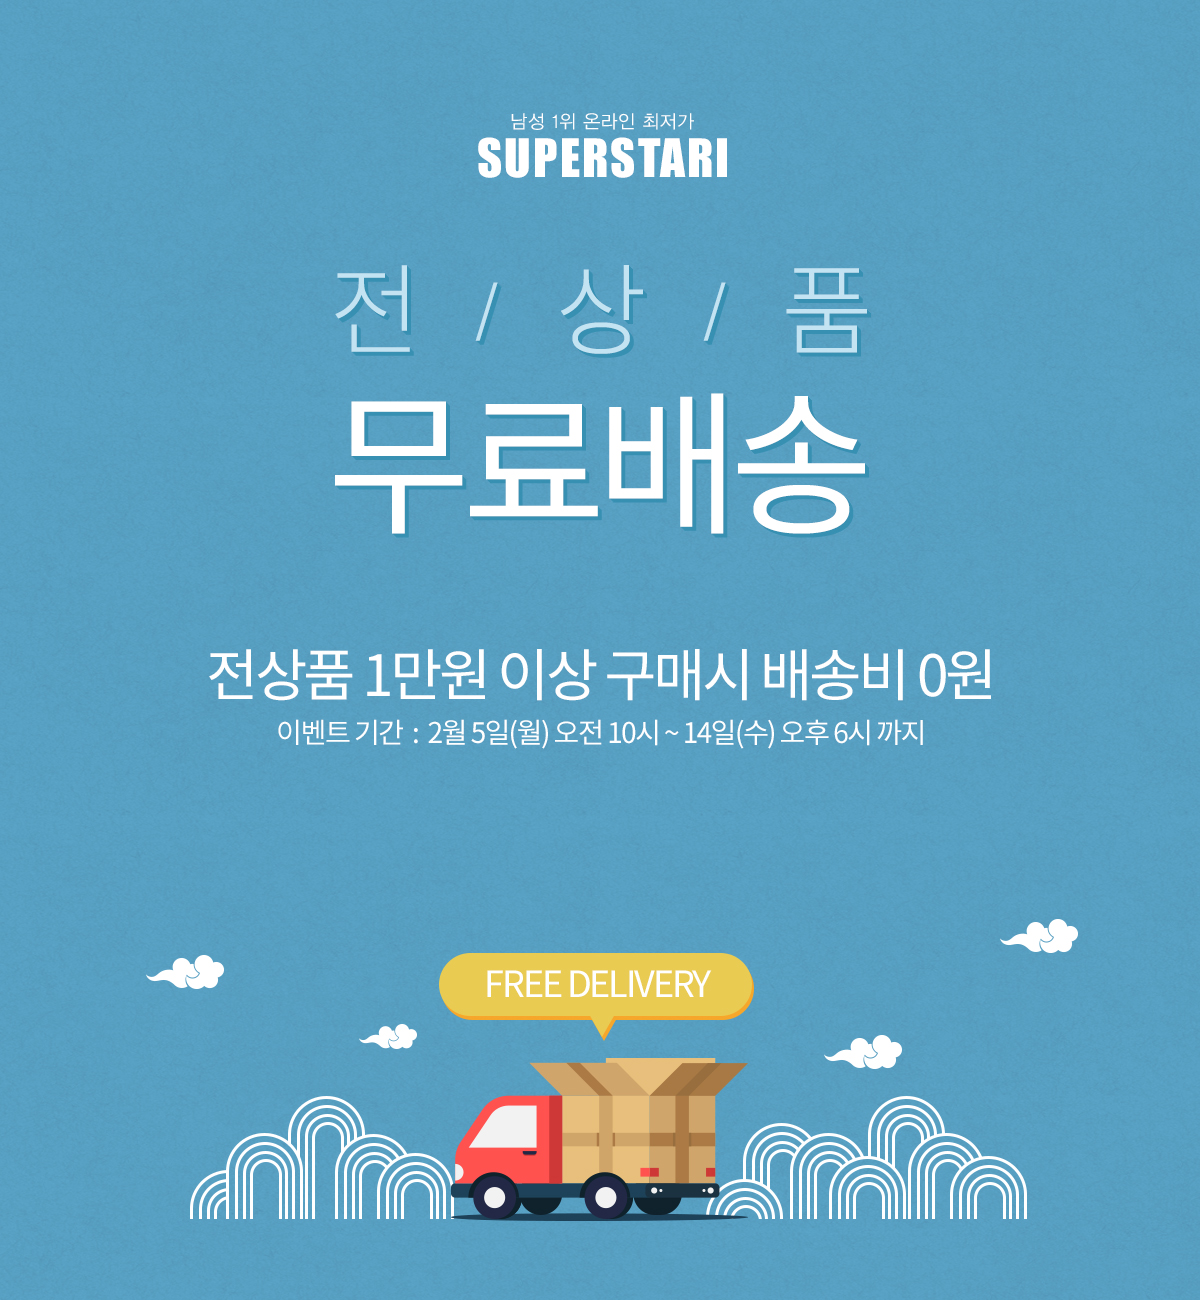 남성 1위 온라인 최저가
SUPERSTARI
전 / 상 / 품
무료배송
전상품 1만원 이상 구매시 배송비 0원
이벤트 기간 : 2월 5일(월) 오전 10시 ~ 14일(수) 오후 6시 까지
FREE DELIVERY